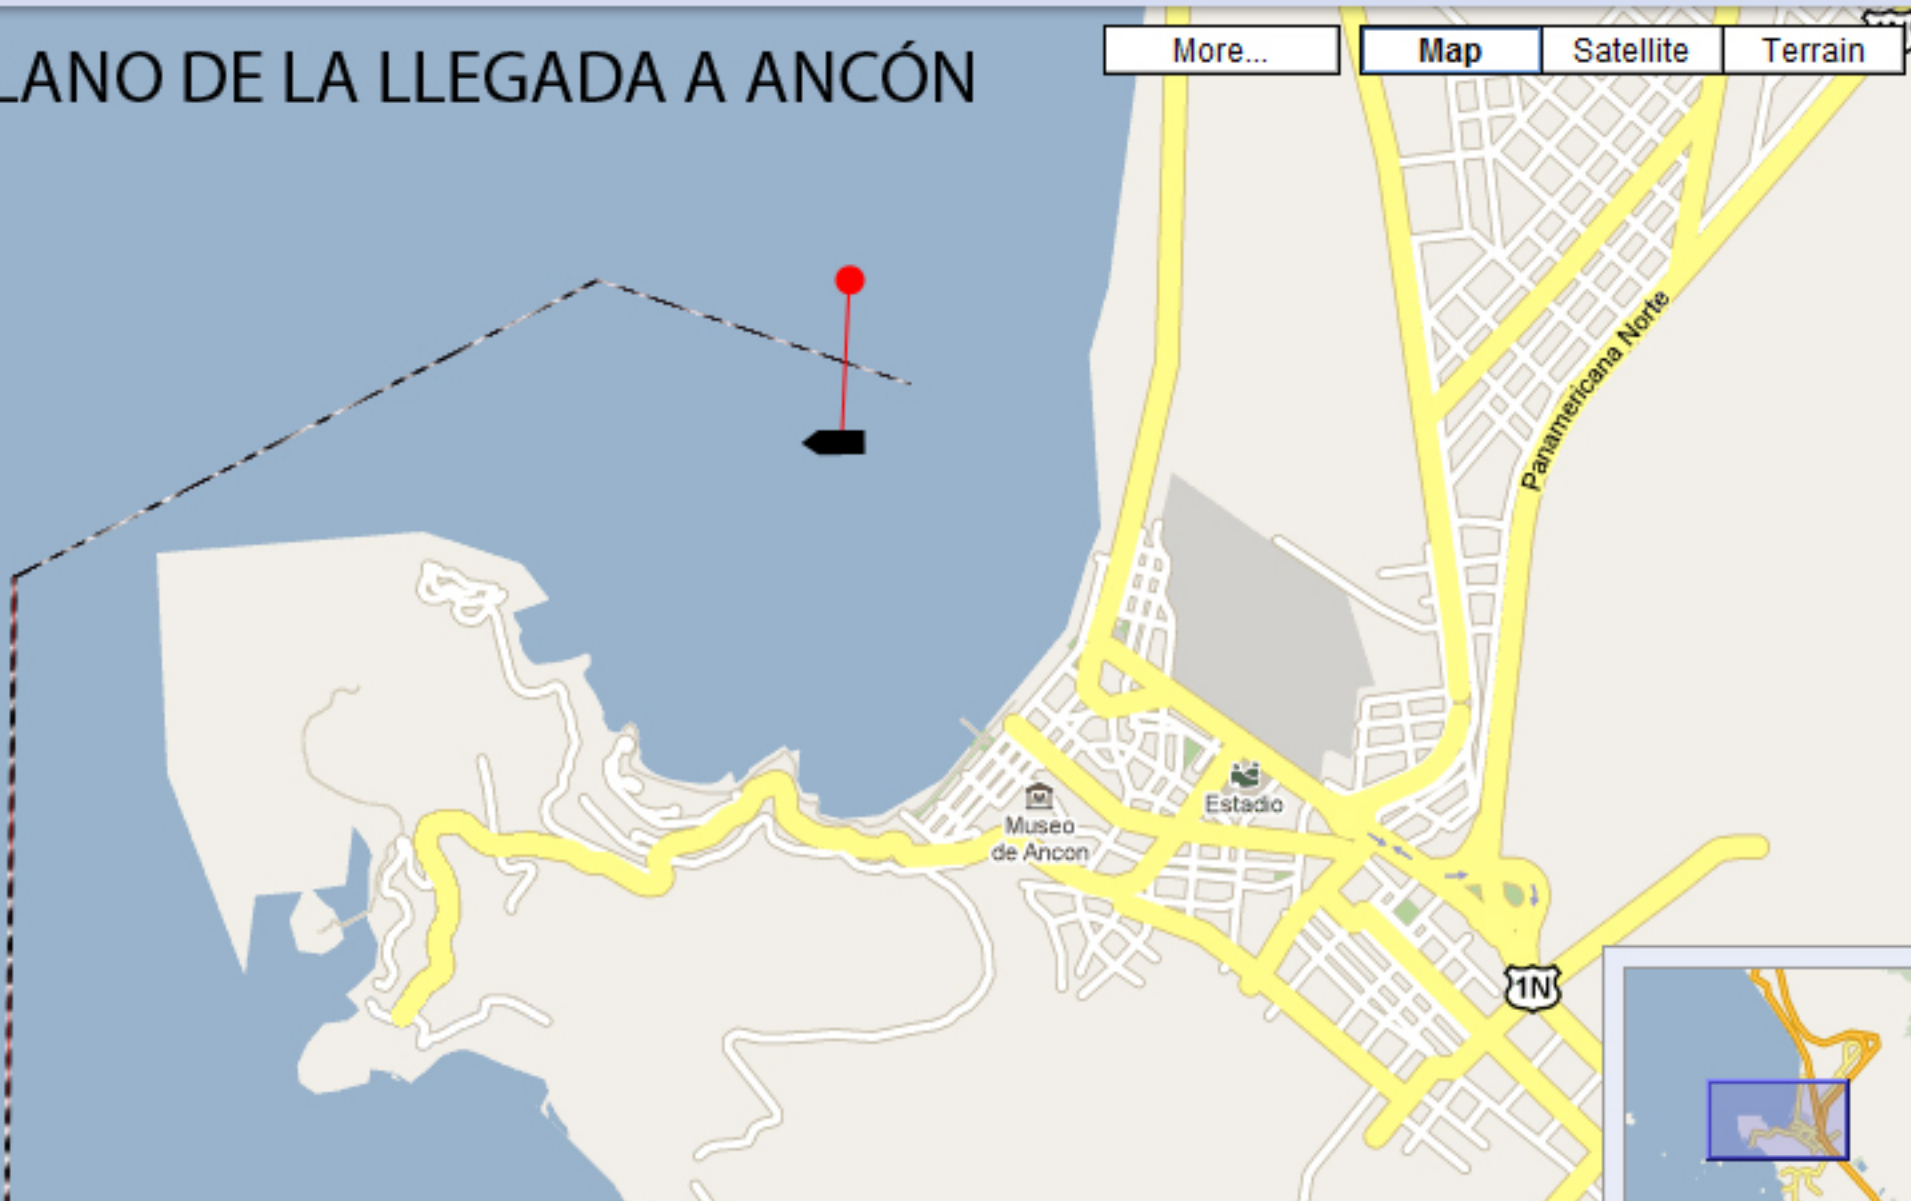 LANO DE LA LLEGADA A ANCÓN
More...
Map
Satellite
Terrain
Panamericana Norte
Estadio
Museo
de Ancon
1N